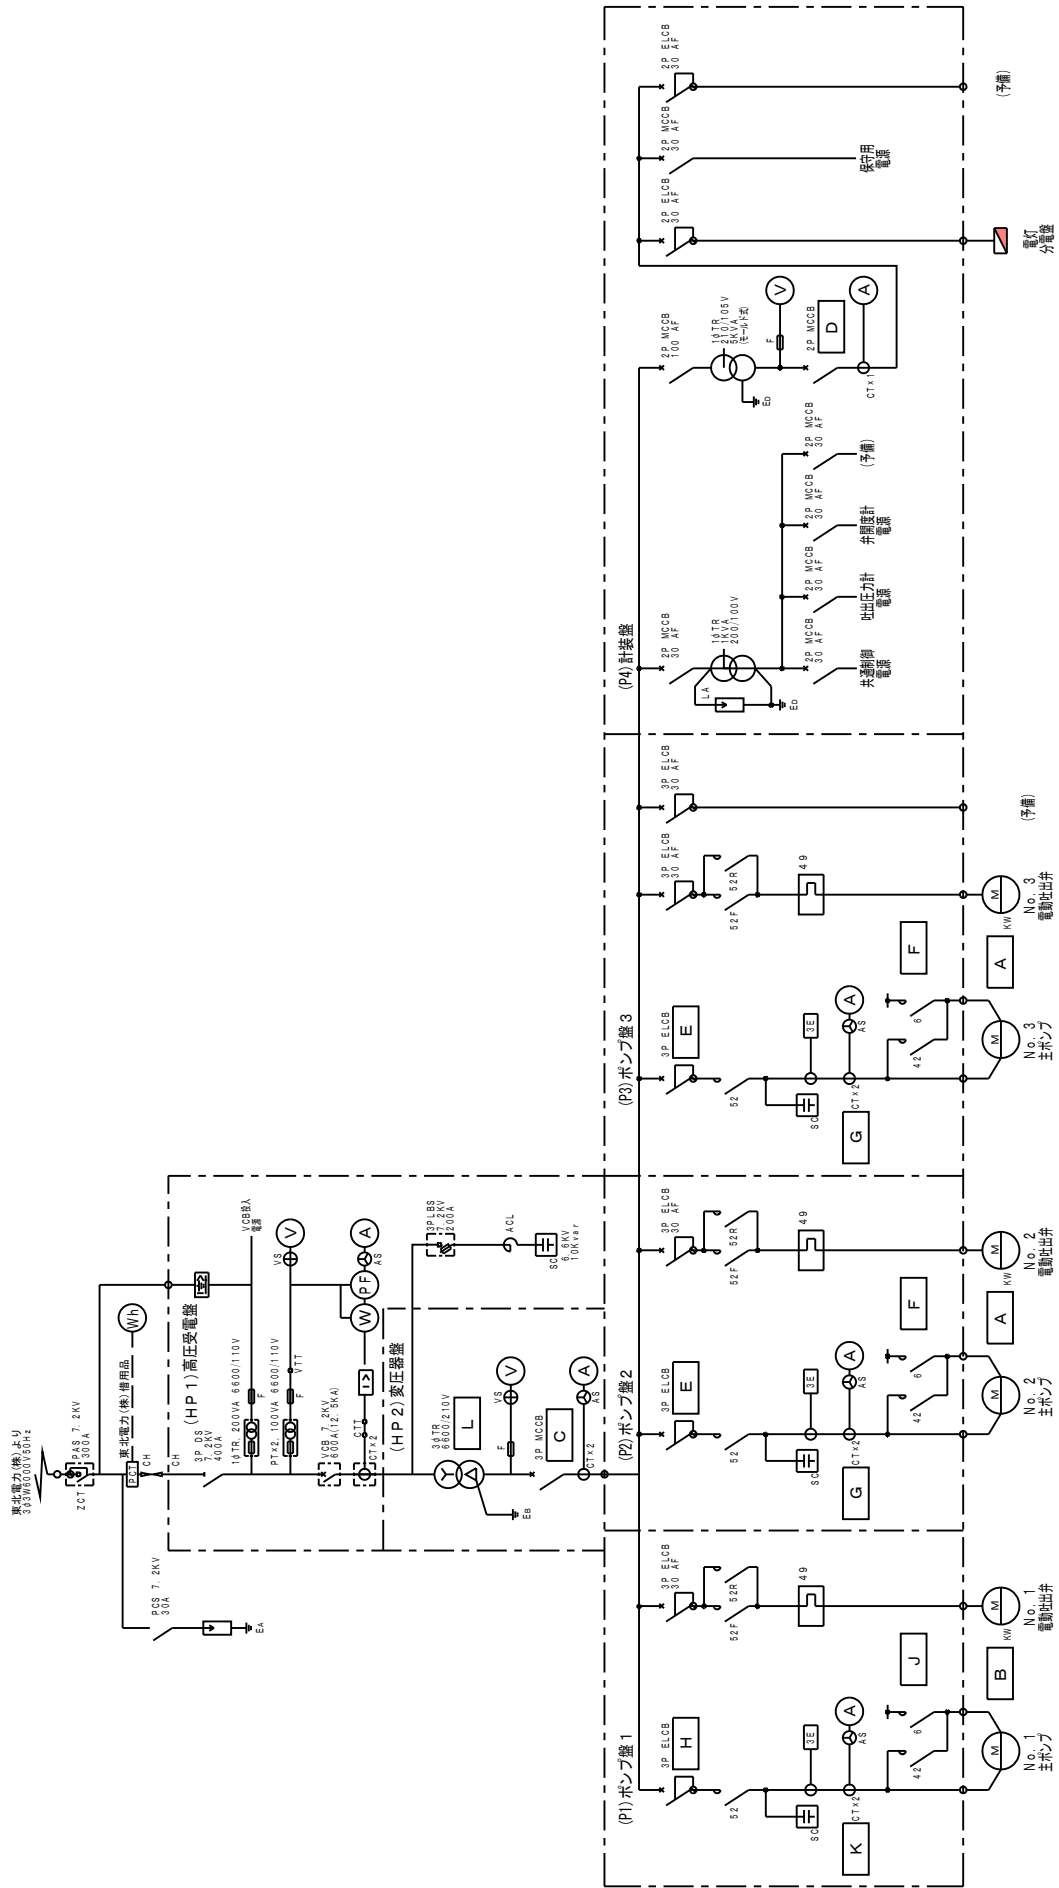 東北電力(株)より
3φ3W6000V50Hz
PAS 7.2KV
300A
ZCT
東北電力(株)借用品
PCT
Wh
CH
CH
PCS 7.2KV
30A
EA
(HP1)高圧受電盤
3P DS
7.2KV
400A
1φTR. 200VA 6600/110V
F
VCB投入
電源
PT×2. 100VA 6600/110V
F
VTT
VS
V
VCB 7.2KV
600A(12.5KA)
CTT
CT×2
I>
W
PF
AS
A
(HP2)変圧器盤
3φTR
6600/210V
L
EB
F
VS
V
3P MCCB
C
CT×2
AS
A
3PLBS
7.2KV
200A
ACL
SC
6.6KV
10Kvar
(P1)ポンプ盤1
3P ELCB
H
52
SC
3E
K
CT×2
AS
A
42
6
J
M
No.1
主ポンプ
B
3P ELCB
30 AF
52F
52R
49
M
KW
No.1
電動吐出弁
(P2)ポンプ盤2
3P ELCB
E
52
SC
3E
G
CT×2
AS
A
42
6
F
M
No.2
主ポンプ
A
3P ELCB
30 AF
52F
52R
49
M
KW
No.2
電動吐出弁
(P3)ポンプ盤3
3P ELCB
E
52
SC
3E
G
CT×2
AS
A
42
6
F
M
No.3
主ポンプ
A
3P ELCB
30 AF
52F
52R
49
M
KW
No.3
電動吐出弁
3P ELCB
30 AF
(予備)
(P4)計装盤
2P MCCB
30 AF
LA
1φTR
1KVA
200/100V
ED
2P MCCB
30 AF
共通制御
電源
2P MCCB
30 AF
吐出圧力計
電源
2P MCCB
30 AF
弁開度計
電源
2P MCCB
30 AF
(予備)
2P MCCB
100 AF
1φTR
210/105V
5KVA
(モールド式)
ED
F
V
2P MCCB
D
CT×1
A
2P ELCB
30 AF
電灯
分電盤
2P MCCB
30 AF
保守用
電源
2P ELCB
30 AF
(予備)